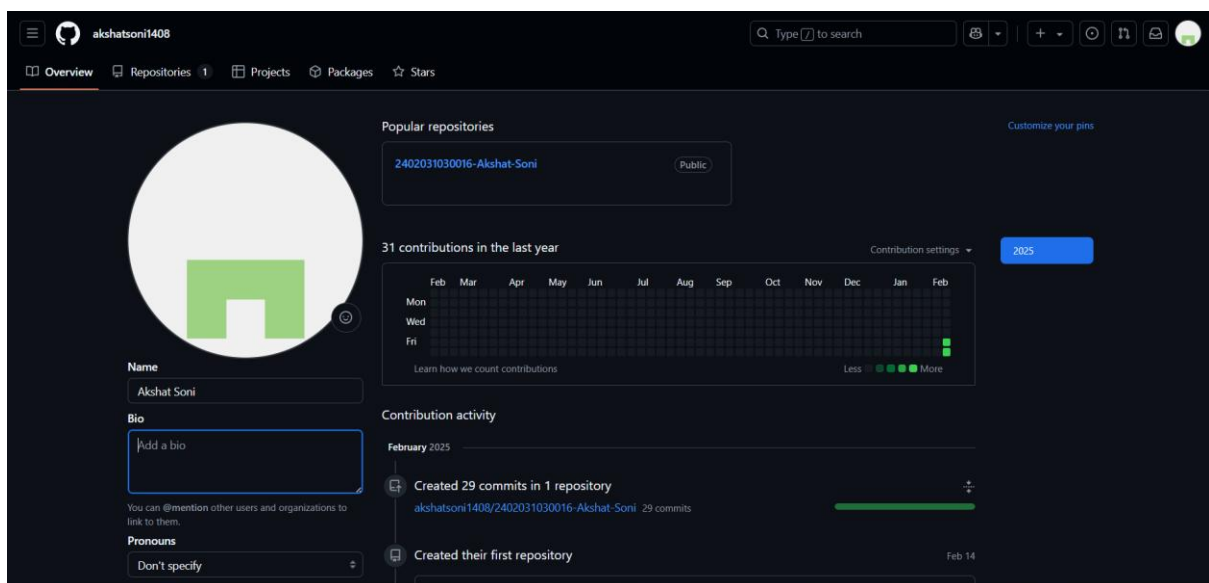 akshatsoni1408
Type / to search
Overview Repositories 1 Projects Packages Stars
Popular repositories
Customize your pins
2402031030016-Akshat-Soni Public
31 contributions in the last year
Contribution settings
2025
Feb Mar Apr May Jun Jul Aug Sep Oct Nov Dec Jan Feb
Mon
Wed
Fri
Learn how we count contributions
Less More
Name
Akshat Soni
Bio
Add a bio
You can @mention other users and organizations to
link to them.
Pronouns
Don't specify
Contribution activity
February 2025
Created 29 commits in 1 repository
akshatsoni1408/2402031030016-Akshat-Soni 29 commits
Created their first repository
Feb 14